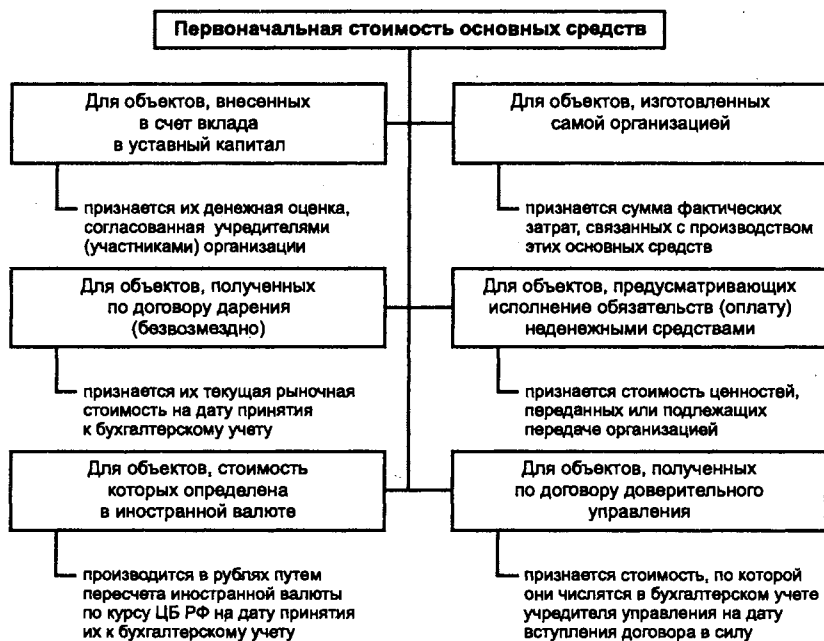 Первоначальная стоимость основных средств
Для объектов, внесенных
в счет вклада
в уставный капитал
признается их денежная оценка,
согласованная учредителями
(участниками) организации
Для объектов, изготовленных
самой организацией
признается сумма фактических
затрат, связанных с производством
этих основных средств
Для объектов, полученных
по договору дарения
(безвозмездно)
признается их текущая рыночная
стоимость на дату принятия
к бухгалтерскому учету
Для объектов, предусматривающих
исполнение обязательств (оплату)
неденежными средствами
признается стоимость ценностей,
переданных или подлежащих
передаче организацией
Для объектов, стоимость
которых определена
в иностранной валюте
производится в рублях путем
пересчета иностранной валюты
по курсу ЦБ РФ на дату принятия
их к бухгалтерскому учету
Для объектов, полученных
по договору доверительного
управления
признается стоимость, по которой
они числятся в бухгалтерском учете
учредителя управления на дату
вступления договора в силу